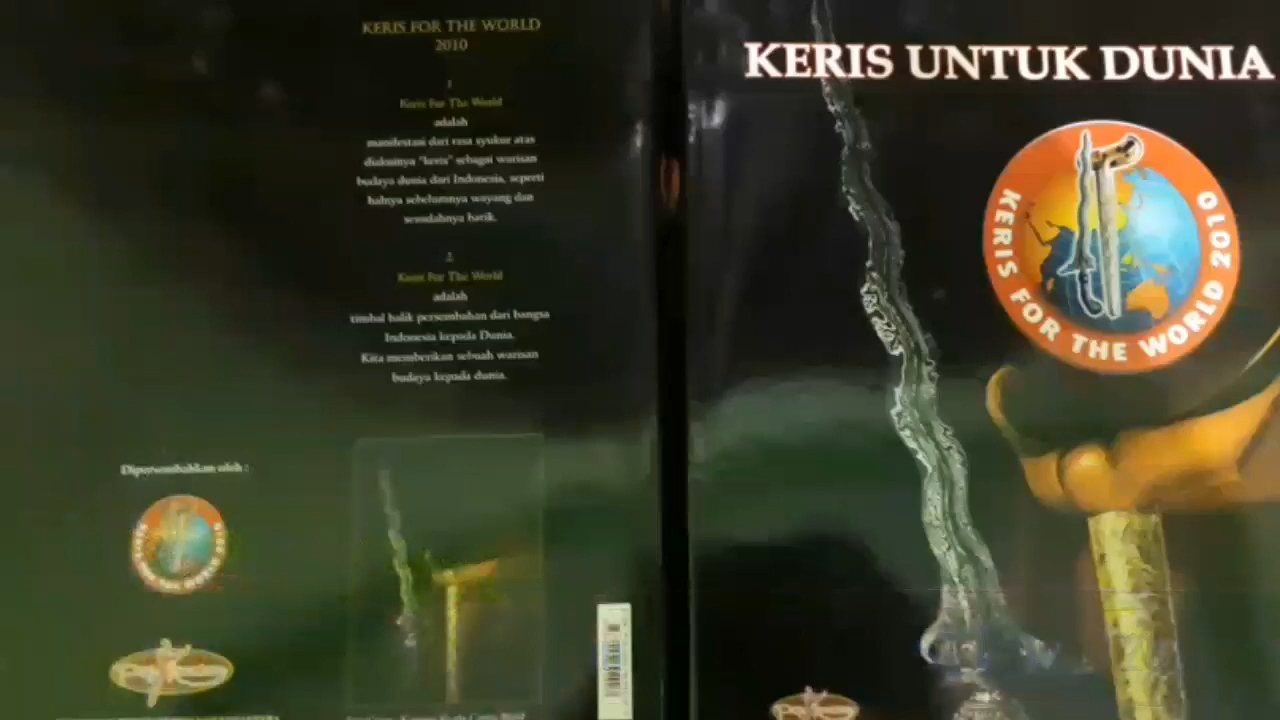 KERIS FOR THE WORLD
2010
1
Keris For The World
adalah
manifestasi dari rasa syukur atas
diakuinya "keris" sebagai warisan
budaya dunia dari Indonesia, seperti
halnya sebelumnya wayang dan
sesudahnya batik.
2
Keris For The World
adalah
timbal balik persembahan dari bangsa
Indonesia kepada Dunia.
Kita memberikan sebuah warisan
budaya kepada dunia.
Dipersembahkan oleh :
KERIS UNTUK DUNIA
KERIS FOR THE WORLD 2010